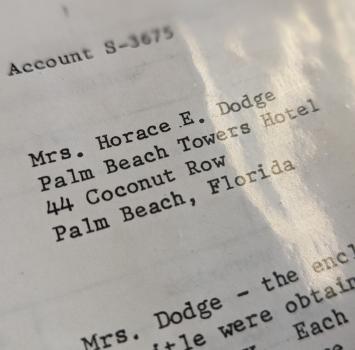 Account S-3675
Mrs. Horace E. Dodge
Palm Beach Towers Hotel
44 Coconut Row
Palm Beach, Florida
Mrs. Dodge - the
were
Each